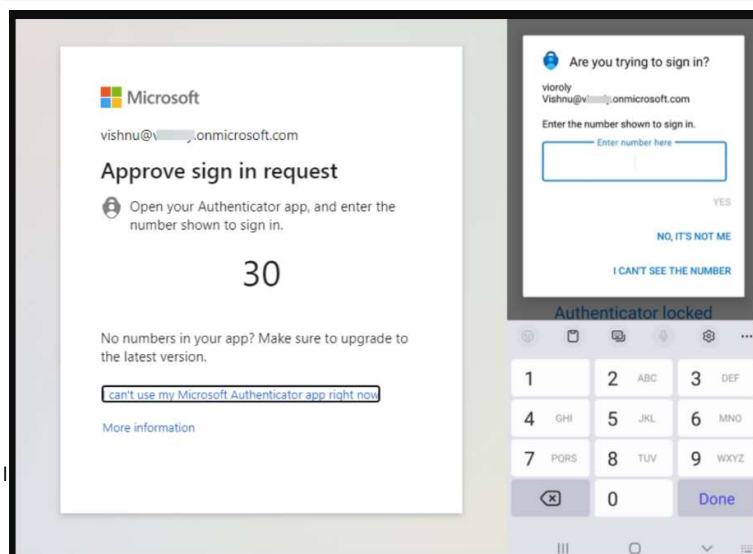 Microsoft
vishnu@v .onmicrosoft.com
Approve sign in request
Open your Authenticator app, and enter the
number shown to sign in.
30
No numbers in your app? Make sure to upgrade to
the latest version.
I can't use my Microsoft Authenticator app right now
More information
Are you trying to sign in?
vioroly
Vishnu@v .onmicrosoft.com
Enter the number shown to sign in.
Enter number here
YES
NO, IT'S NOT ME
I CAN'T SEE THE NUMBER
Authenticator locked
1 2 ABC 3 DEF
4 GHI 5 JKL 6 MNO
7 PQRS 8 TUV 9 WXYZ
0 Done